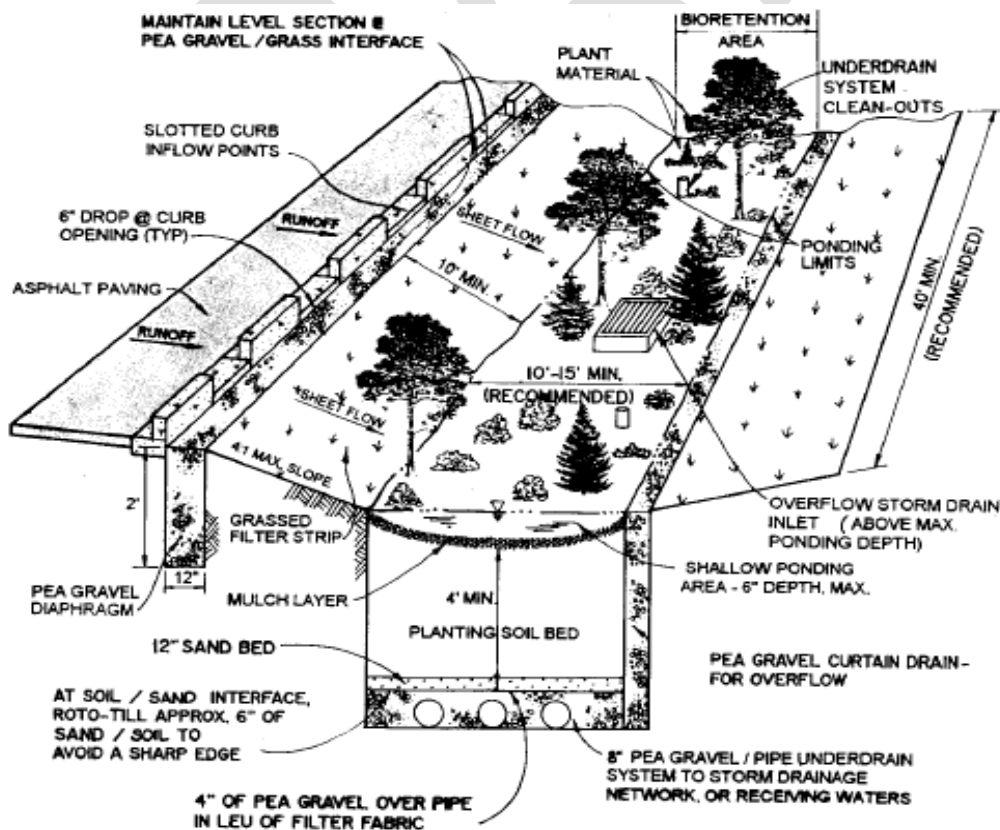 MAINTAIN LEVEL SECTION @
PEA GRAVEL / GRASS INTERFACE
BIORETENTION
AREA
PLANT
MATERIAL
UNDERDRAIN
SYSTEM
CLEAN-OUTS
SLOTTED CURB
INFLOW POINTS
6" DROP @ CURB
OPENING (TYP)
RUNOFF
SHEET FLOW
PONDING
LIMITS
ASPHALT PAVING
10' MIN.
40' MIN.
(RECOMMENDED)
RUNOFF
10'-15' MIN.
(RECOMMENDED)
SHEET FLOW
4:1 MAX. SLOPE
2'
GRASSED
FILTER STRIP
OVERFLOW STORM DRAIN
INLET (ABOVE MAX.
PONDING DEPTH)
12"
PEA GRAVEL
DIAPHRAGM
MULCH LAYER
SHALLOW PONDING
AREA - 6" DEPTH, MAX.
4' MIN.
PLANTING SOIL BED
12" SAND BED
PEA GRAVEL CURTAIN DRAIN-
FOR OVERFLOW
AT SOIL / SAND INTERFACE,
ROTO-TILL APPROX. 6" OF
SAND / SOIL TO
AVOID A SHARP EDGE
8" PEA GRAVEL / PIPE UNDERDRAIN
SYSTEM TO STORM DRAINAGE
NETWORK, OR RECEIVING WATERS
4" OF PEA GRAVEL OVER PIPE
IN LEU OF FILTER FABRIC